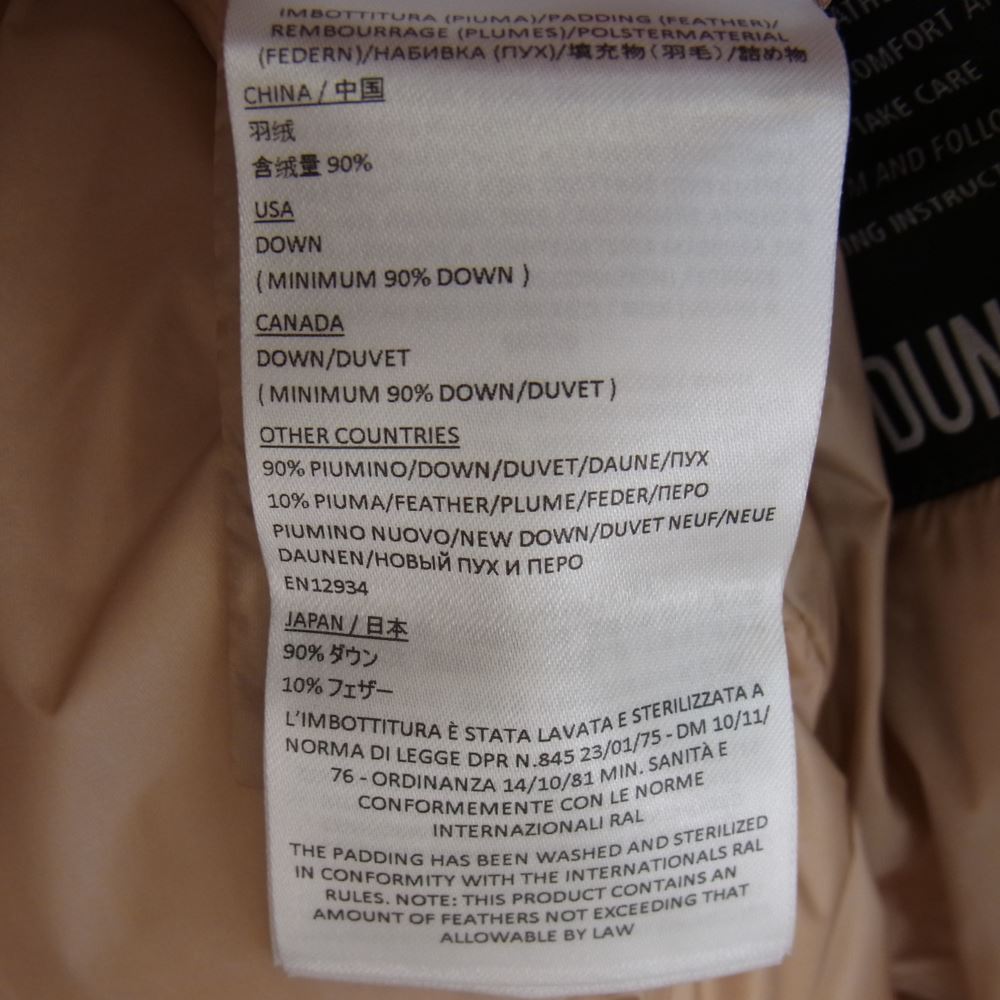 IMBOTTITURA (PIUMA)/PADDING (FEATHER)/
REMBOURRAGE (PLUMES)/POLSTERMATERIAL
(FEDERN)/НАБИВКА (ПУХ)/填充物(羽毛)/詰め物
CHINA / 中国
羽绒
含绒量 90%
USA
DOWN
( MINIMUM 90% DOWN )
CANADA
DOWN/DUVET
( MINIMUM 90% DOWN/DUVET )
OTHER COUNTRIES
90% PIUMINO/DOWN/DUVET/DAUNE/ПУХ
10% PIUMA/FEATHER/PLUME/FEDER/ПЕРО
PIUMINO NUOVO/NEW DOWN/DUVET NEUF/NEUE
DAUNEN/НОВЫЙ ПУХ И ПЕРО
EN12934
JAPAN / 日本
90% ダウン
10% フェザー
L'IMBOTTITURA È STATA LAVATA E STERILIZZATA A
NORMA DI LEGGE DPR N.845 23/01/75 - DM 10/11/
76 - ORDINANZA 14/10/81 MIN. SANITÀ E
CONFORMEMENTE CON LE NORME
INTERNAZIONALI RAL
THE PADDING HAS BEEN WASHED AND STERILIZED
IN CONFORMITY WITH THE INTERNATIONALS RAL
RULES. NOTE: THIS PRODUCT CONTAINS AN
AMOUNT OF FEATHERS NOT EXCEEDING THAT
ALLOWABLE BY LAW
TAKE CARE
AND FOLLO
INSTRUCT
DUN